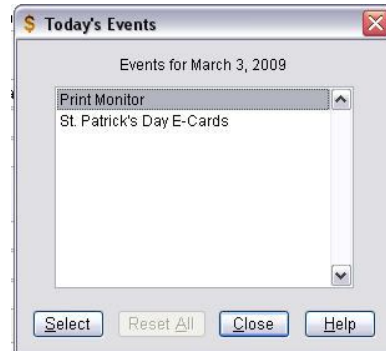 $ Today's Events
Events for March 3, 2009
Print Monitor
St. Patrick's Day E-Cards
Select Reset All Close Help